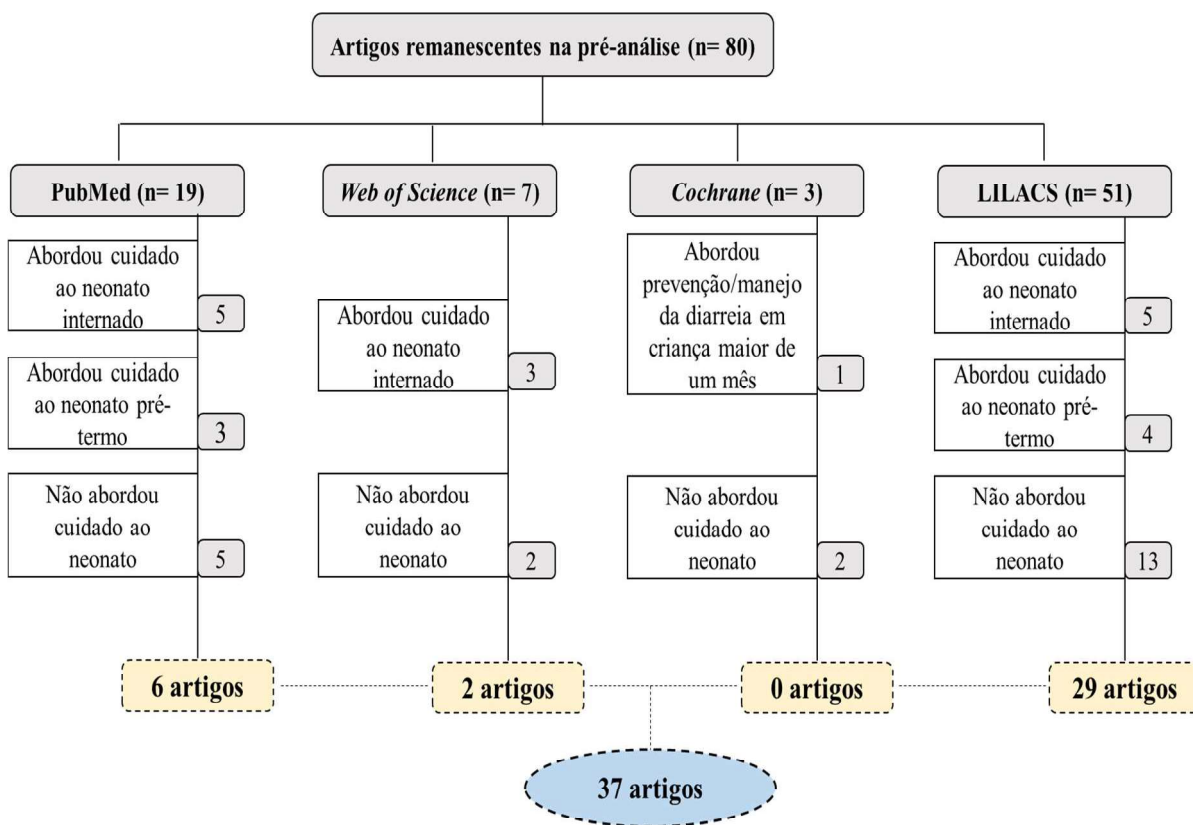 Artigos remanescentes na pré-análise (n= 80)
PubMed (n= 19)
Web of Science (n= 7)
Cochrane (n= 3)
LILACS (n= 51)
Abordou cuidado
ao neonato
internado
5
Abordou cuidado
ao neonato pré-
termo
3
Não abordou
cuidado ao
neonato
5
Abordou cuidado
ao neonato
internado
3
Não abordou
cuidado ao
neonato
2
Abordou
prevenção/manejo
da diarreia em
criança maior de
um mês
1
Não abordou
cuidado ao
neonato
2
Abordou cuidado
ao neonato
internado
5
Abordou cuidado
ao neonato pré-
termo
4
Não abordou
cuidado ao
neonato
13
6 artigos
2 artigos
0 artigos
29 artigos
37 artigos